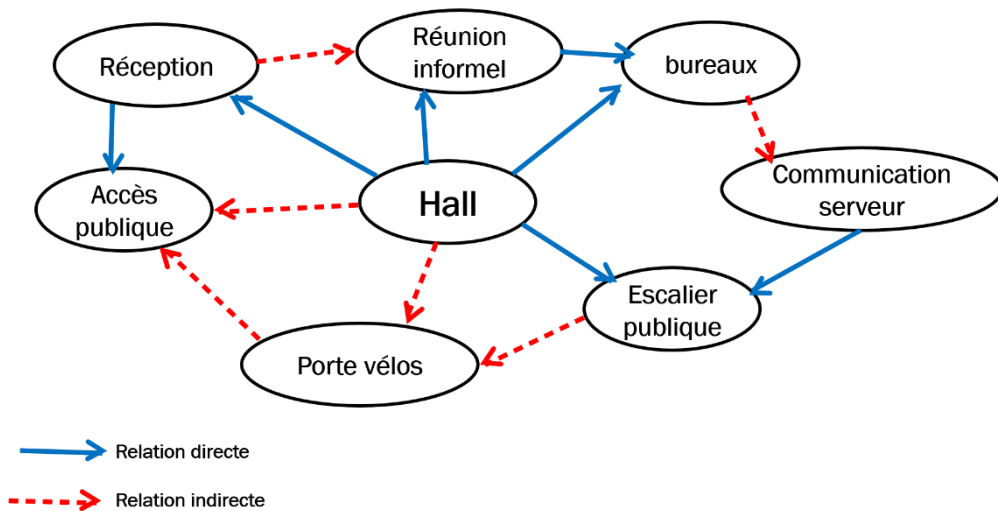 Réception
Réunion
informel
bureaux
Accès
publique
Hall
Communication
serveur
Escalier
publique
Porte vélos
Relation directe
Relation indirecte